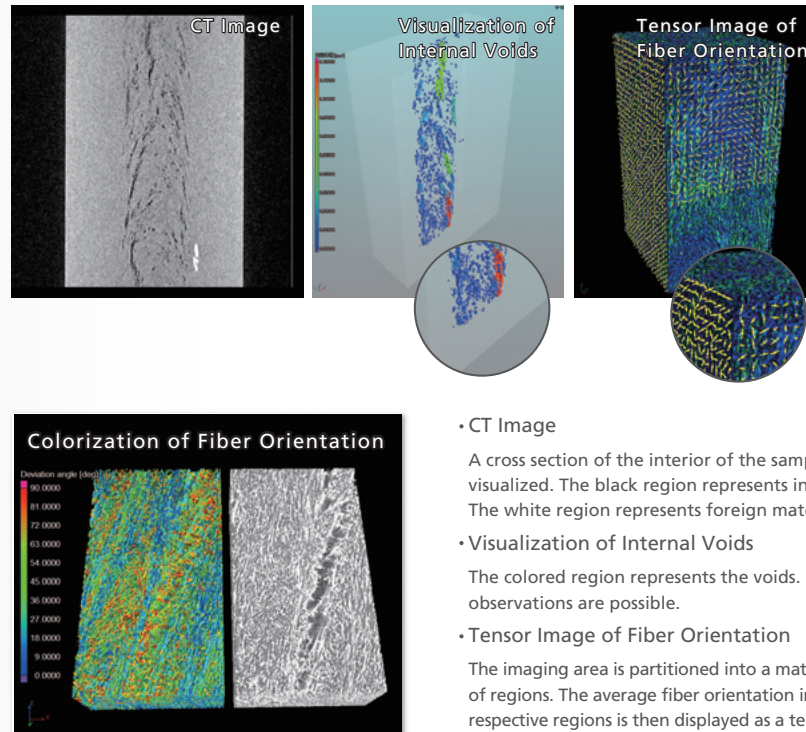 CT Image
Visualization of
Internal Voids
Tensor Image of
Fiber Orientation
Colorization of Fiber Orientation
Deviation angle [deg]
90.0000
81.0000
72.0000
63.0000
54.0000
45.0000
36.0000
27.0000
18.0000
9.0000
0.0000
• CT Image
A cross section of the interior of the samp
visualized. The black region represents in
The white region represents foreign mate
• Visualization of Internal Voids
The colored region represents the voids.
observations are possible.
• Tensor Image of Fiber Orientation
The imaging area is partitioned into a mat
of regions. The average fiber orientation in
respective regions is then displayed as a te